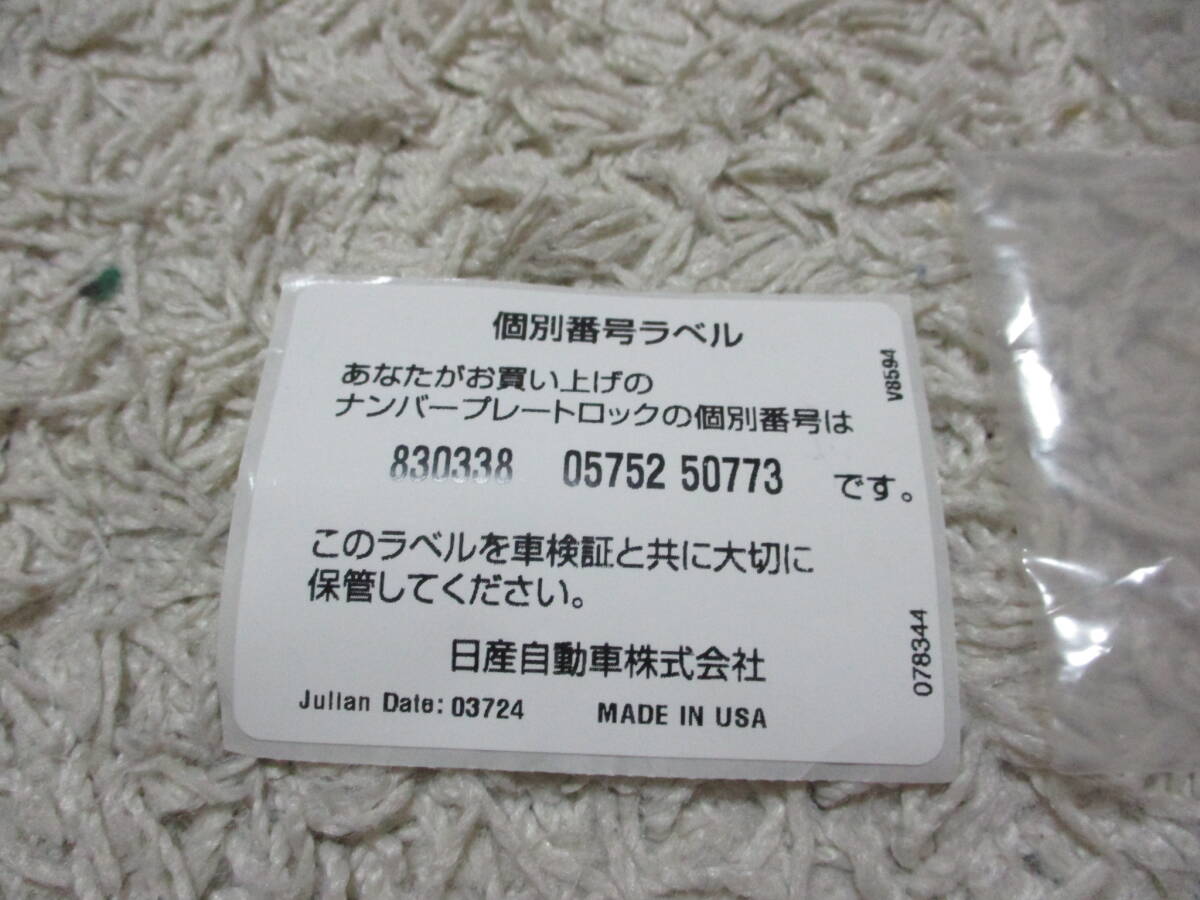 個別番号ラベル
あなたがお買い上げの
ナンバープレートロックの個別番号は
830338 05752 50773 です。
このラベルを車検証と共に大切に
保管してください。
日産自動車株式会社
Julian Date: 03724 MADE IN USA
V8594
078344